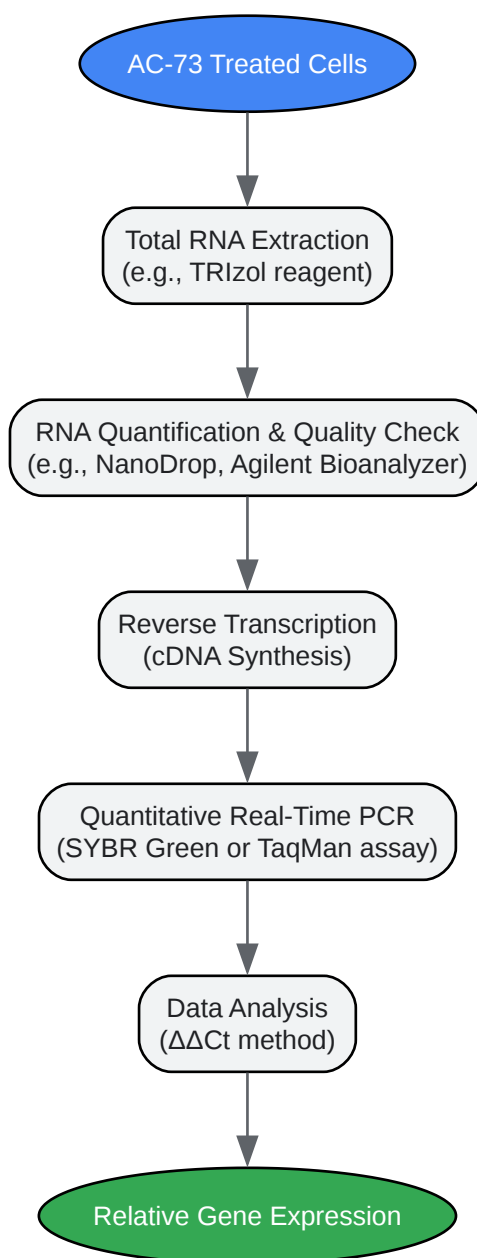 AC-73 Treated Cells
Total RNA Extraction
(e.g., TRIzol reagent)
RNA Quantification & Quality Check
(e.g., NanoDrop, Agilent Bioanalyzer)
Reverse Transcription
(cDNA Synthesis)
Quantitative Real-Time PCR
(SYBR Green or TaqMan assay)
Data Analysis
(ΔΔCt method)
Relative Gene Expression